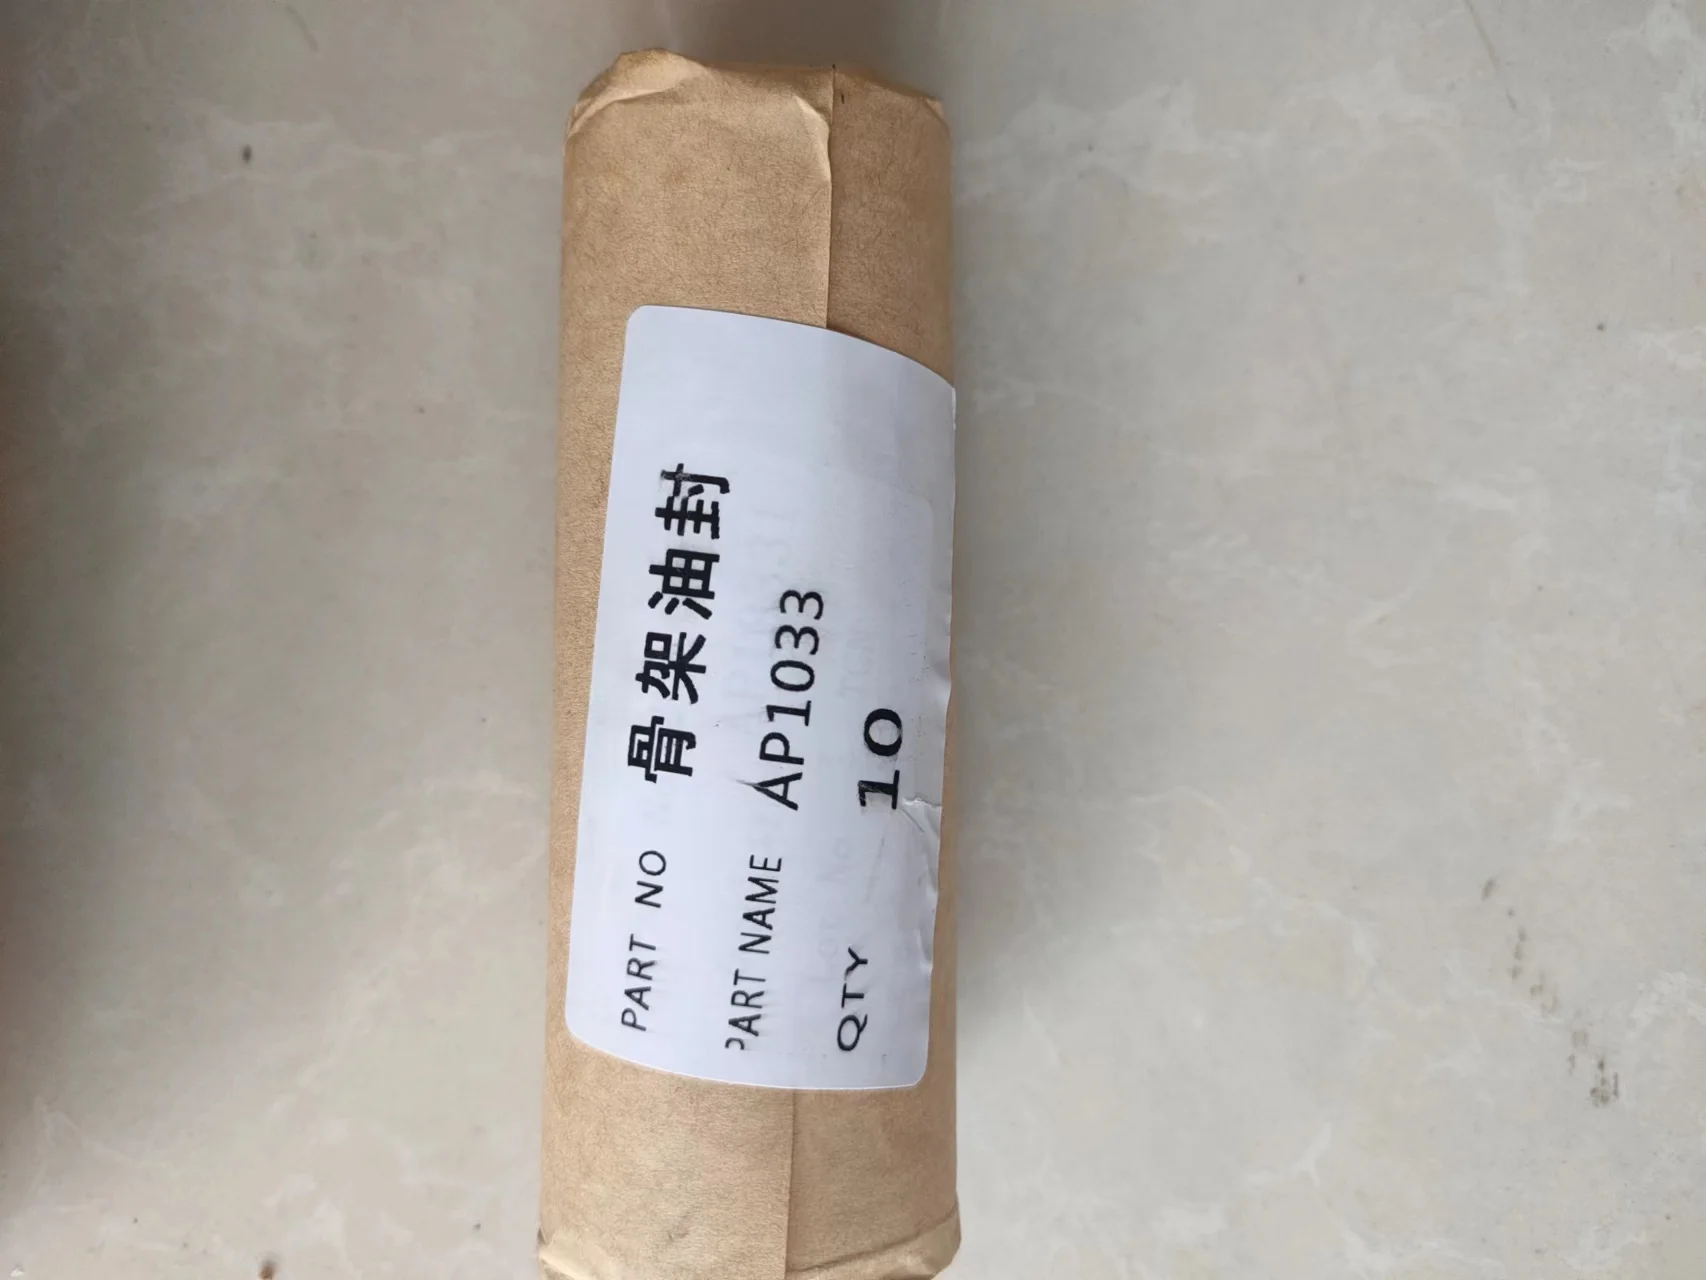 PART NO 骨架油封
PART NAME AP1033
QTY 10